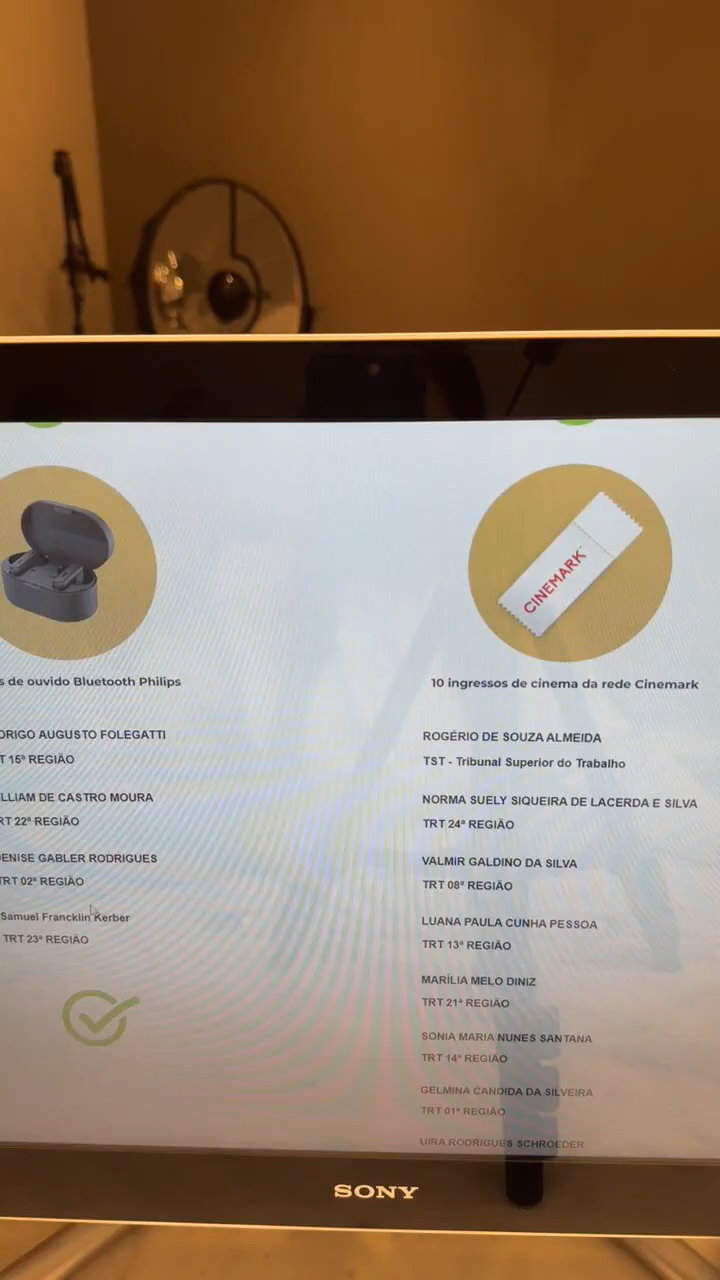 s de ouvido Bluetooth Philips
ORIGO AUGUSTO FOLEGATTI
T 15ª REGIÃO
LLIAM DE CASTRO MOURA
RT 22ª REGIÃO
ENISE GABLER RODRIGUES
TRT 02ª REGIÃO
Samuel Francklin Kerber
TRT 23ª REGIÃO
CINEMARK
10 ingressos de cinema da rede Cinemark
ROGÉRIO DE SOUZA ALMEIDA
TST - Tribunal Superior do Trabalho
NORMA SUELY SIQUEIRA DE LACERDA E SILVA
TRT 24ª REGIÃO
VALMIR GALDINO DA SILVA
TRT 08ª REGIÃO
LUANA PAULA CUNHA PESSOA
TRT 13ª REGIÃO
MARÍLIA MELO DINIZ
TRT 21ª REGIÃO
SONIA MARIA NUNES SANTANA
TRT 14ª REGIÃO
GELMINA CANDIDA DA SILVEIRA
TRT 01ª REGIÃO
UIRA RODRIGUES SCHROEDER
SONY